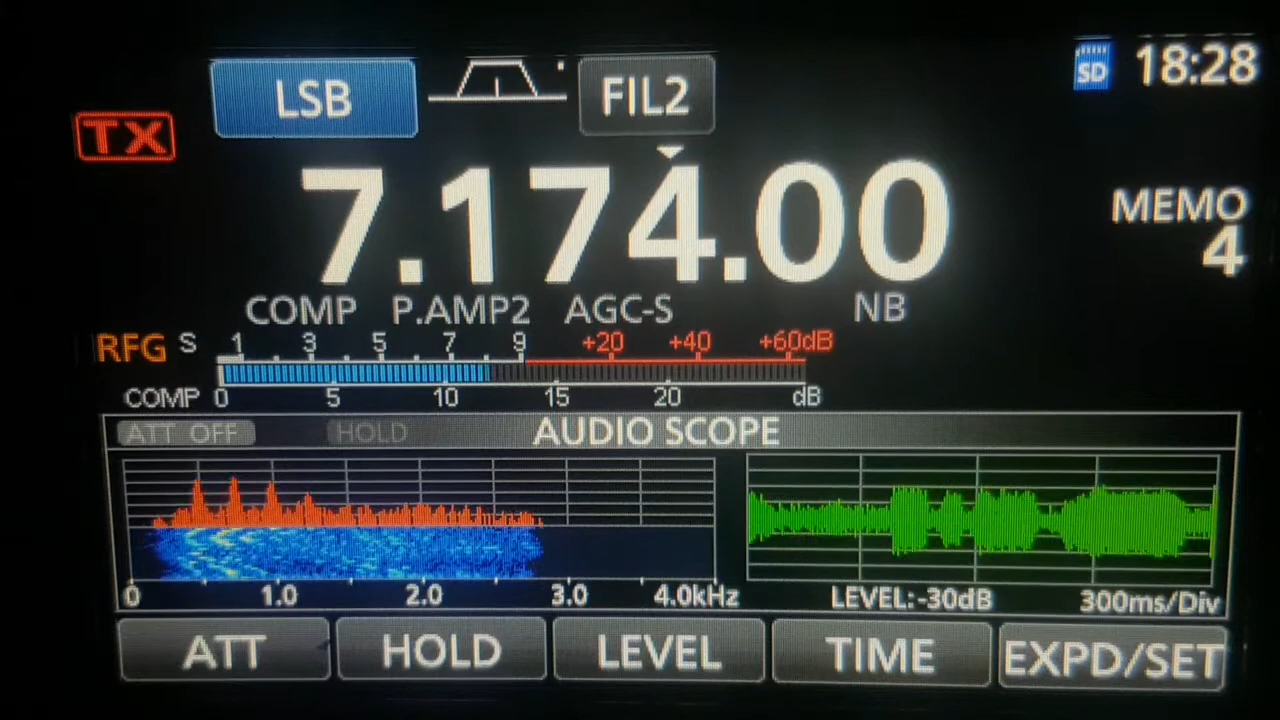 LSB FIL2 SD 18:28
TX
7.174.00
MEMO
4
COMP P.AMP2 AGC-S NB
RFG S 1 3 5 7 9 +20 +40 +60dB
COMP 0 5 10 15 20 dB
ATT OFF HOLD AUDIO SCOPE
0 1.0 2.0 3.0 4.0kHz LEVEL:-30dB 300ms/Div
ATT HOLD LEVEL TIME EXPD/SET